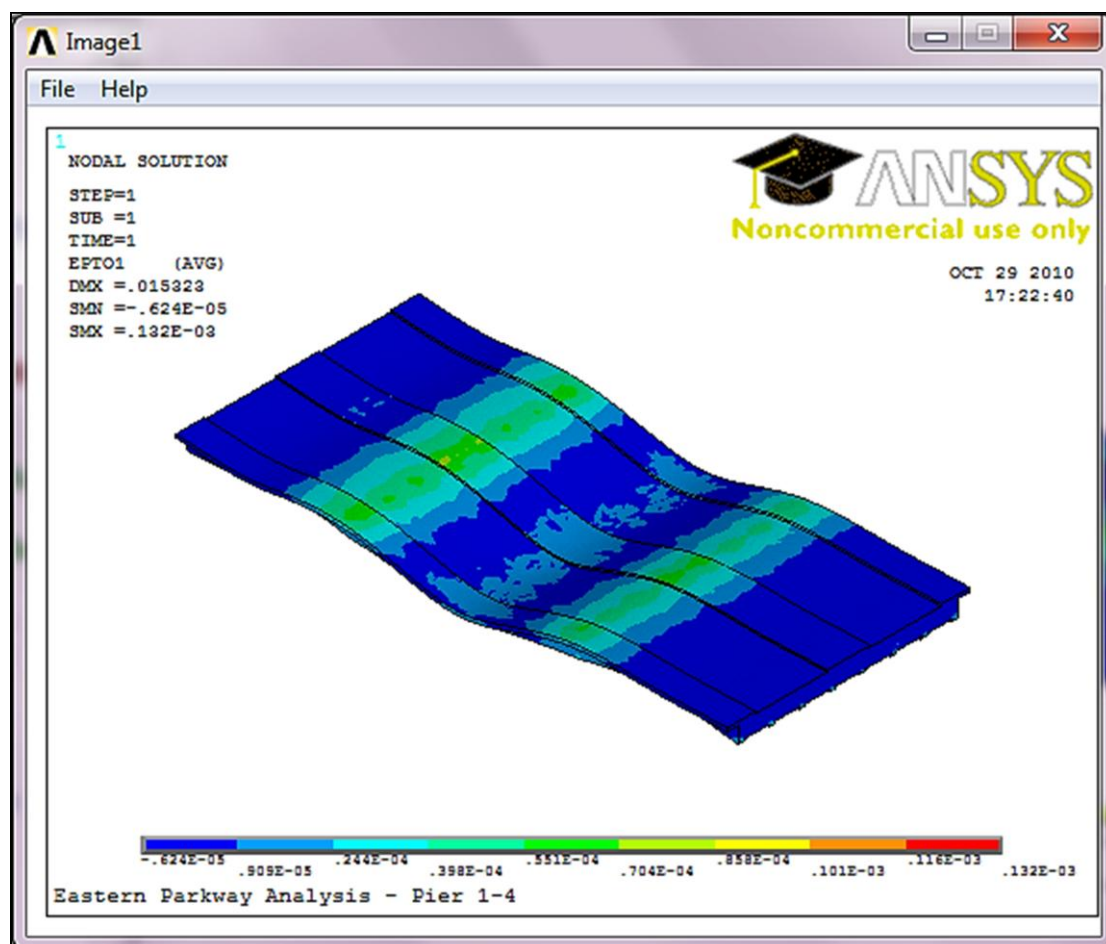 Image1
File Help
1
NODAL SOLUTION
STEP=1
SUB =1
TIME=1
EPTO1 (AVG)
DMX =.015323
SMN =-.624E-05
SMX =.132E-03
ANSYS
Noncommercial use only
OCT 29 2010
17:22:40
-.624E-05 .244E-04 .551E-04 .858E-04 .116E-03
.909E-05 .398E-04 .704E-04 .101E-03 .132E-03
Eastern Parkway Analysis - Pier 1-4